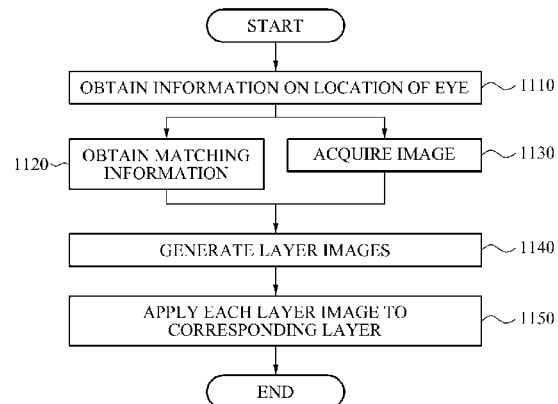 START
OBTAIN INFORMATION ON LOCATION OF EYE
1110
1120
OBTAIN MATCHING
INFORMATION
ACQUIRE IMAGE
1130
GENERATE LAYER IMAGES
1140
APPLY EACH LAYER IMAGE TO
CORRESPONDING LAYER
1150
END